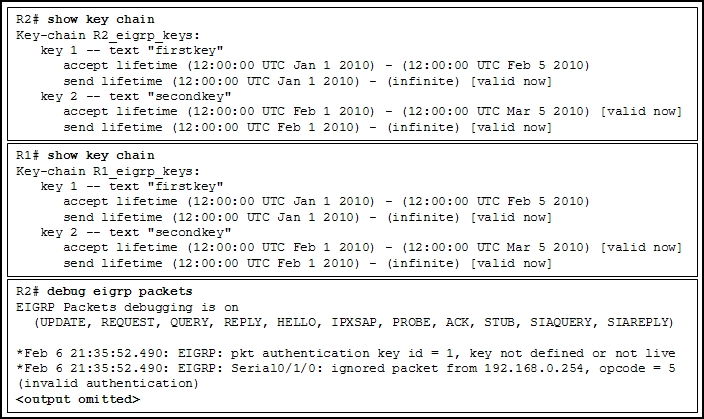 R2# show key chain
Key-chain R2_eigrp_keys:
key 1 -- text "firstkey"
accept lifetime (12:00:00 UTC Jan 1 2010) - (12:00:00 UTC Feb 5 2010)
send lifetime (12:00:00 UTC Jan 1 2010) - (infinite) [valid now]
key 2 -- text "secondkey"
accept lifetime (12:00:00 UTC Feb 1 2010) - (12:00:00 UTC Mar 5 2010) [valid now]
send lifetime (12:00:00 UTC Feb 1 2010) - (infinite) [valid now]
R1# show key chain
Key-chain R1_eigrp_keys:
key 1 -- text "firstkey"
accept lifetime (12:00:00 UTC Jan 1 2010) - (12:00:00 UTC Feb 5 2010)
send lifetime (12:00:00 UTC Jan 1 2010) - (infinite) [valid now]
key 2 -- text "secondkey"
accept lifetime (12:00:00 UTC Feb 1 2010) - (12:00:00 UTC Mar 5 2010) [valid now]
send lifetime (12:00:00 UTC Feb 1 2010) - (infinite) [valid now]
R2# debug eigrp packets
EIGRP Packets debugging is on
(UPDATE, REQUEST, QUERY, REPLY, HELLO, IPXSAP, PROBE, ACK, STUB, SIAQUERY, SIAREPLY)
*Feb 6 21:35:52.490: EIGRP: pkt authentication key id = 1, key not defined or not live
*Feb 6 21:35:52.490: EIGRP: Serial0/1/0: ignored packet from 192.168.0.254, opcode = 5
(invalid authentication)
<output omitted>